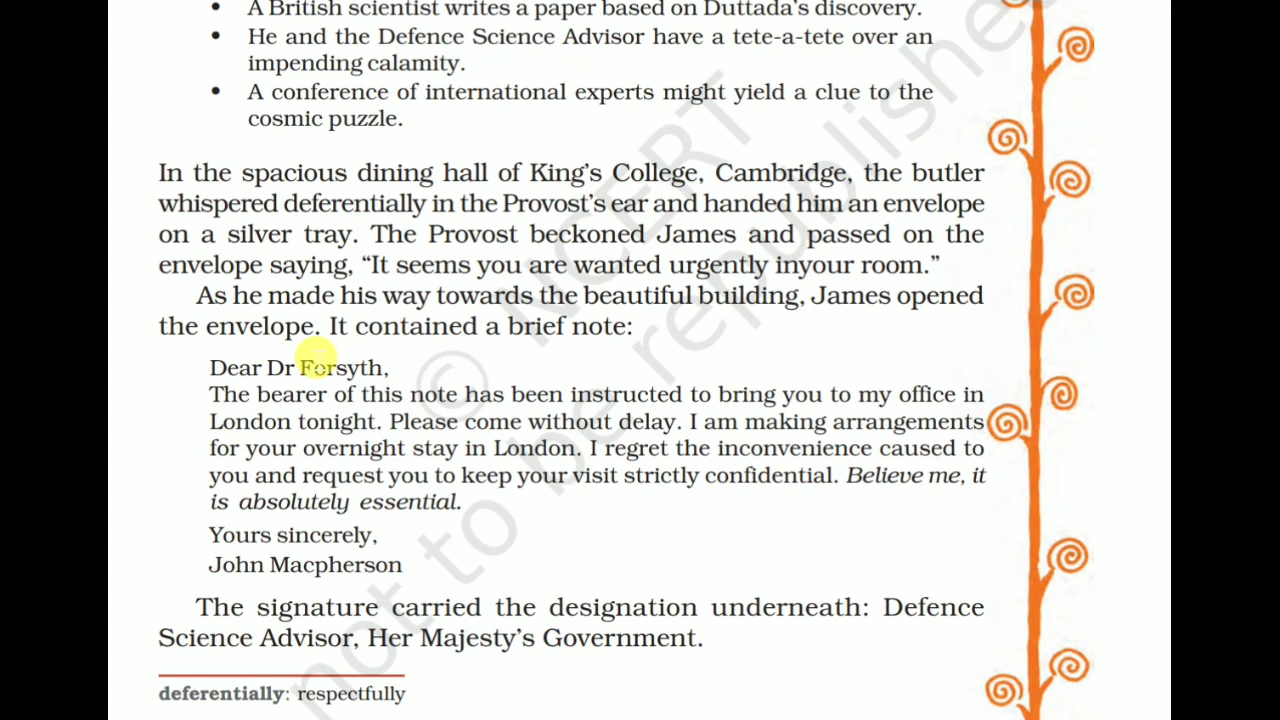 • A British scientist writes a paper based on Duttada's discovery.
• He and the Defence Science Advisor have a tete-a-tete over an
impending calamity.
• A conference of international experts might yield a clue to the
cosmic puzzle.
In the spacious dining hall of King's College, Cambridge, the butler
whispered deferentially in the Provost's ear and handed him an envelope
on a silver tray. The Provost beckoned James and passed on the
envelope saying, “It seems you are wanted urgently inyour room.”
As he made his way towards the beautiful building, James opened
the envelope. It contained a brief note:
Dear Dr Forsyth,
The bearer of this note has been instructed to bring you to my office in
London tonight. Please come without delay. I am making arrangements
for your overnight stay in London. I regret the inconvenience caused to
you and request you to keep your visit strictly confidential. Believe me, it
is absolutely essential.
Yours sincerely,
John Macpherson
The signature carried the designation underneath: Defence
Science Advisor, Her Majesty's Government.
deferentially: respectfully
© NCERT
not to be republished